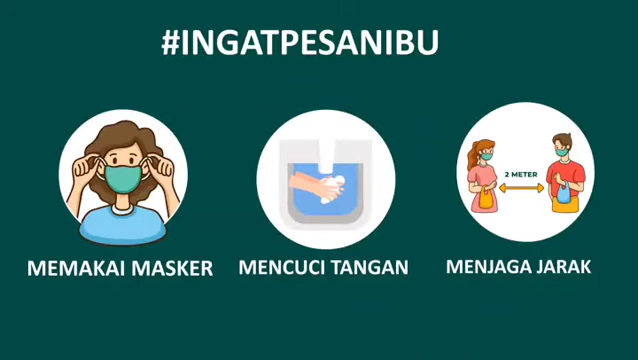 #INGATPESANIBU
2 METER
MEMAKAI MASKER
MENCUCI TANGAN
MENJAGA JARAK